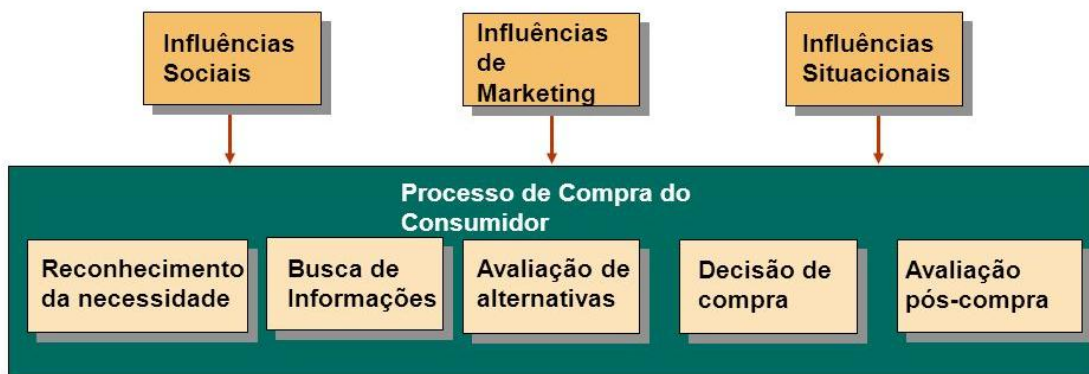 Influências
Sociais
Influências
de
Marketing
Influências
Situacionais
Processo de Compra do
Consumidor
Reconhecimento
da necessidade
Busca de
Informações
Avaliação de
alternativas
Decisão de
compra
Avaliação
pós-compra